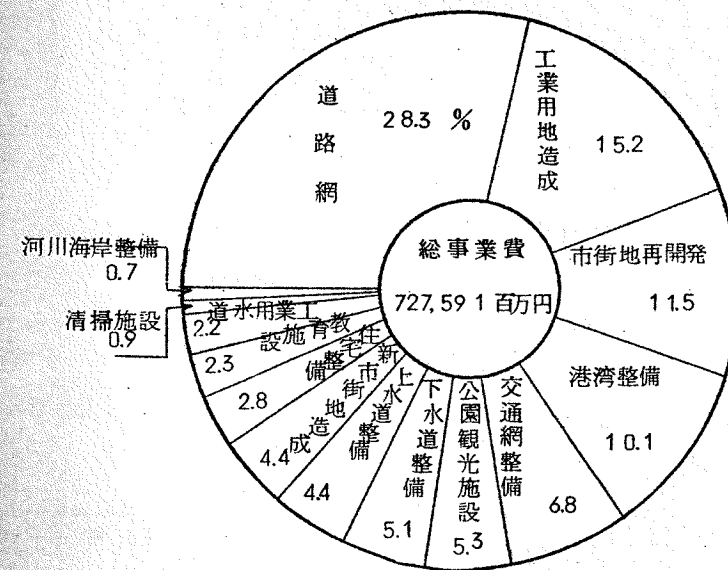 道路網
28.3 %
工業用地造成
15.2
市街地再開発
11.5
港湾整備
10.1
交通網整備
6.8
公園観光施設
5.3
下水道整備
5.1
上水道整備
4.4
新市街地造成
4.4
住宅整備
2.8
教育施設
2.3
工業用水道
2.2
清掃施設
0.9
河川海岸整備
0.7
総事業費
727,591百万円